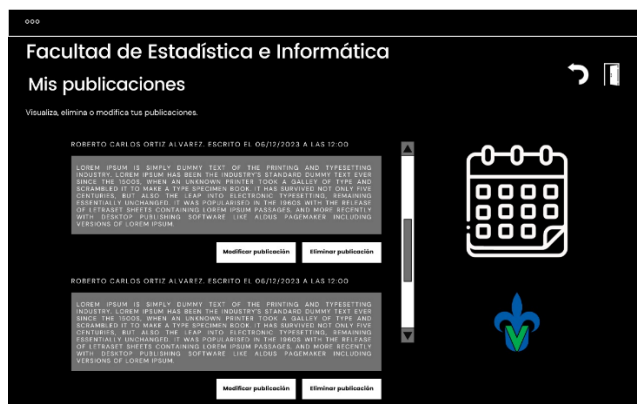 Facultad de Estadística e Informática
Mis publicaciones
Visualiza, elimina o modifica tus publicaciones.
ROBERTO CARLOS ORTIZ ALVAREZ. ESCRITO EL 06/12/2023 A LAS 12:00
LOREM IPSUM IS SIMPLY DUMMY TEXT OF THE PRINTING AND TYPESETTING
INDUSTRY. LOREM IPSUM HAS BEEN THE INDUSTRY'S STANDARD DUMMY TEXT EVER
SINCE THE 1500S, WHEN AN UNKNOWN PRINTER TOOK A GALLEY OF TYPE AND
SCRAMBLED IT TO MAKE A TYPE SPECIMEN BOOK. IT HAS SURVIVED NOT ONLY FIVE
CENTURIES, BUT ALSO THE LEAP INTO ELECTRONIC TYPESETTING, REMAINING
ESSENTIALLY UNCHANGED. IT WAS POPULARISED IN THE 1960S WITH THE RELEASE
OF LETRASET SHEETS CONTAINING LOREM IPSUM PASSAGES, AND MORE RECENTLY
WITH DESKTOP PUBLISHING SOFTWARE LIKE ALDUS PAGEMAKER INCLUDING
VERSIONS OF LOREM IPSUM.
Modificar publicación Eliminar publicación
ROBERTO CARLOS ORTIZ ALVAREZ. ESCRITO EL 06/12/2023 A LAS 12:00
LOREM IPSUM IS SIMPLY DUMMY TEXT OF THE PRINTING AND TYPESETTING
INDUSTRY. LOREM IPSUM HAS BEEN THE INDUSTRY'S STANDARD DUMMY TEXT EVER
SINCE THE 1500S, WHEN AN UNKNOWN PRINTER TOOK A GALLEY OF TYPE AND
SCRAMBLED IT TO MAKE A TYPE SPECIMEN BOOK. IT HAS SURVIVED NOT ONLY FIVE
CENTURIES, BUT ALSO THE LEAP INTO ELECTRONIC TYPESETTING, REMAINING
ESSENTIALLY UNCHANGED. IT WAS POPULARISED IN THE 1960S WITH THE RELEASE
OF LETRASET SHEETS CONTAINING LOREM IPSUM PASSAGES, AND MORE RECENTLY
WITH DESKTOP PUBLISHING SOFTWARE LIKE ALDUS PAGEMAKER INCLUDING
VERSIONS OF LOREM IPSUM.
Modificar publicación Eliminar publicación